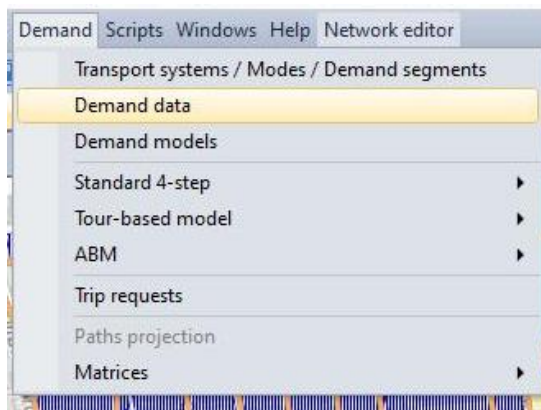 Demand Scripts Windows Help Network editor
Transport systems / Modes / Demand segments
Demand data
Demand models
Standard 4-step
Tour-based model
ABM
Trip requests
Paths projection
Matrices